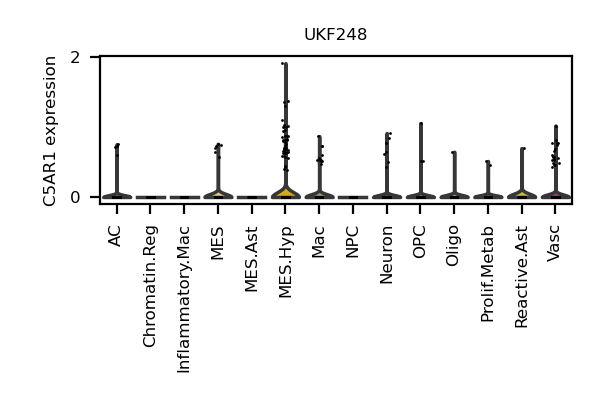 UKF248
C5AR1 expression
2
0
AC
Chromatin.Reg
Inflammatory.Mac
MES
MES.Ast
MES.Hyp
Mac
NPC
Neuron
OPC
Oligo
Prolif.Metab
Reactive.Ast
Vasc